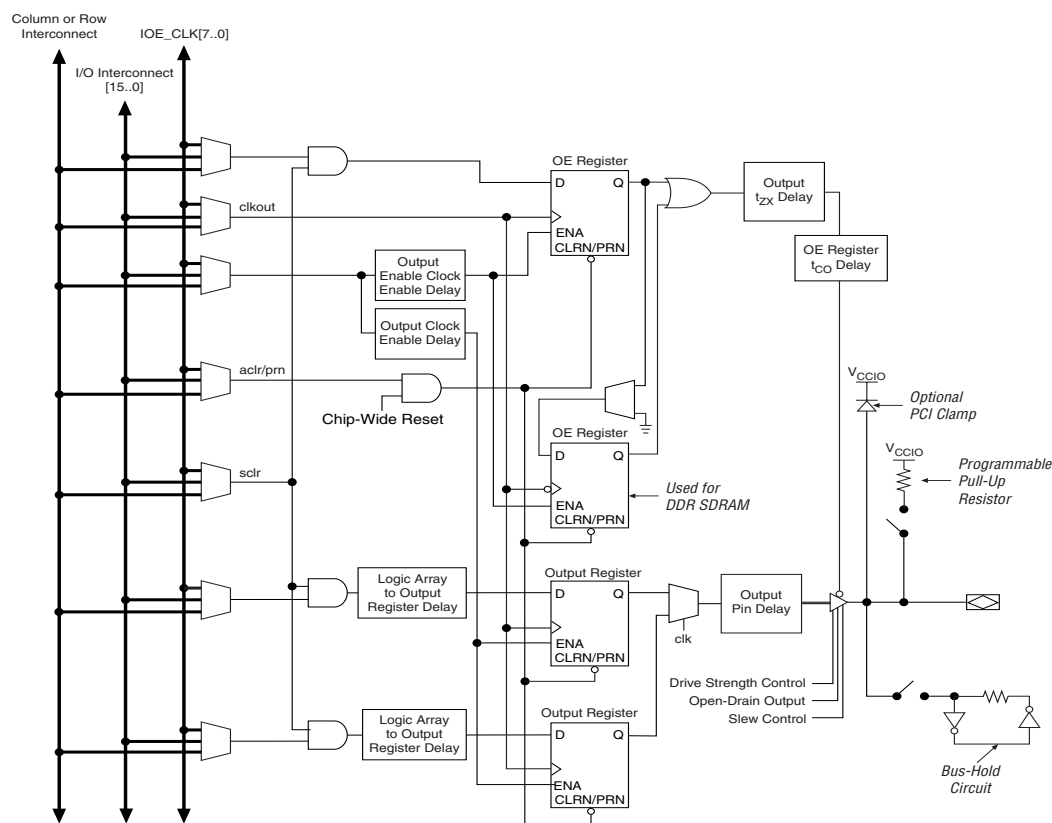 Column or Row
Interconnect
IOE_CLK[7..0]
I/O Interconnect
[15..0]
OE Register
D
Q
ENA
CLRN/PRN
Output
tZX Delay
OE Register
tCO Delay
clkout
Output
Enable Clock
Enable Delay
Output Clock
Enable Delay
aclr/prn
Chip-Wide Reset
VCCIO
Optional
PCI Clamp
OE Register
D
Q
ENA
CLRN/PRN
Used for
DDR SDRAM
VCCIO
Programmable
Pull-Up
Resistor
sclr
Logic Array
to Output
Register Delay
Output Register
D
Q
ENA
CLRN/PRN
clk
Output
Pin Delay
Drive Strength Control
Open-Drain Output
Slew Control
Logic Array
to Output
Register Delay
Output Register
D
Q
ENA
CLRN/PRN
Bus-Hold
Circuit